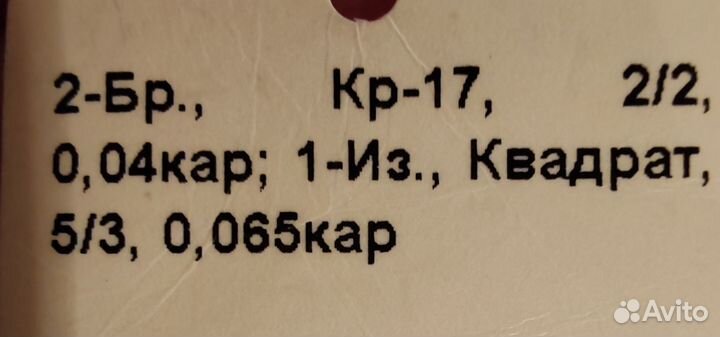 2-Бр., Кр-17, 2/2,
0,04кар; 1-Из., Квадрат,
5/3, 0,065кар
Avito